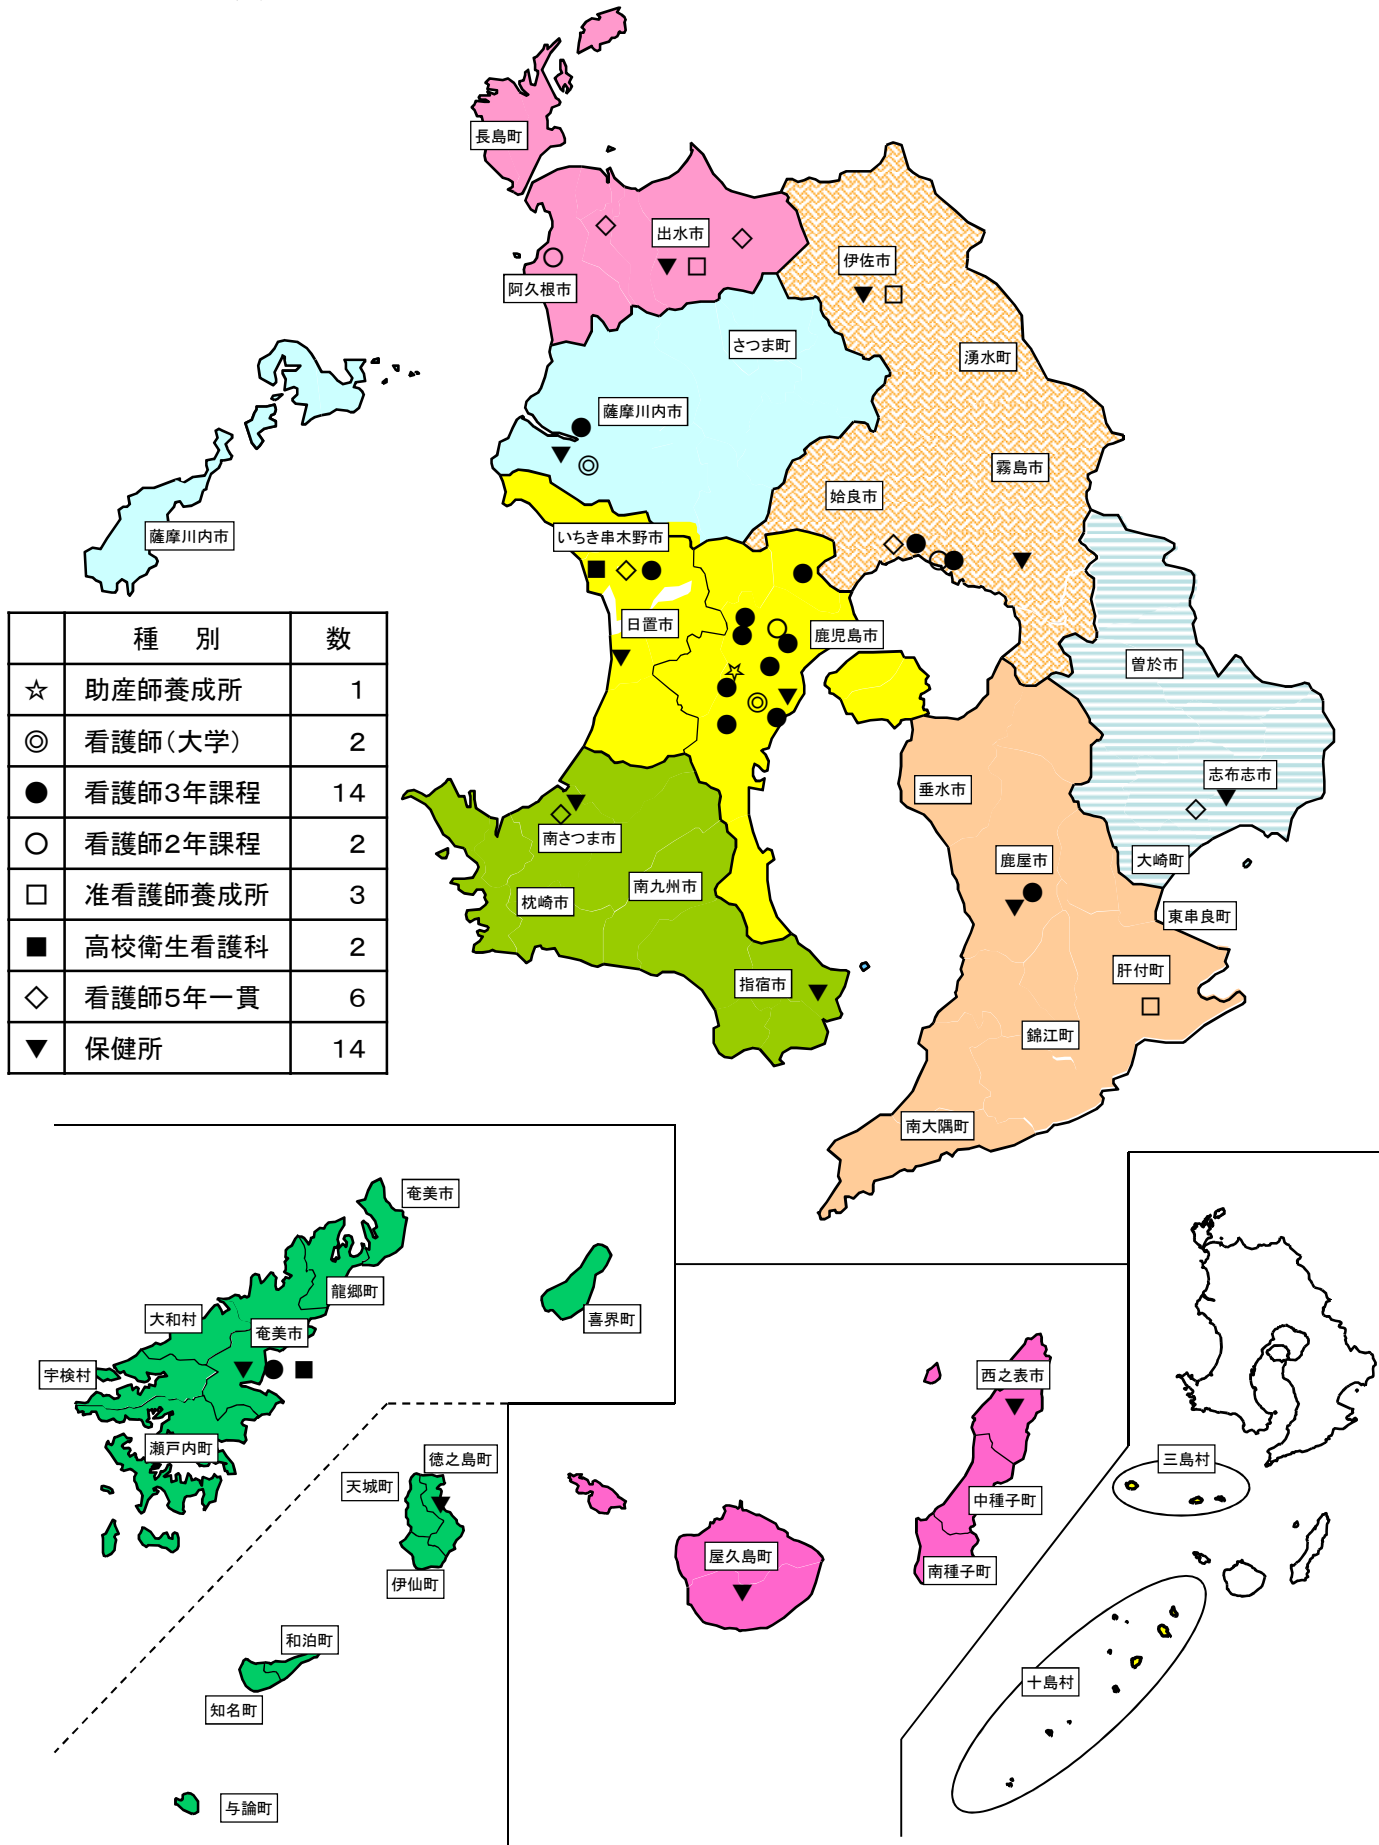 長島町
出水市
阿久根市
伊佐市
さつま町
湧水町
薩摩川内市
霧島市
姶良市
薩摩川内市
いちき串木野市
日置市
鹿児島市
曽於市
種　別　数
☆ 助産師養成所 1
◎ 看護師(大学) 2
● 看護師3年課程 14
○ 看護師2年課程 2
□ 准看護師養成所 3
■ 高校衛生看護科 2
◇ 看護師5年一貫 6
▼ 保健所 14
志布志市
垂水市
南さつま市
大崎町
鹿屋市
南九州市
枕崎市
東串良町
肝付町
指宿市
錦江町
南大隅町
奄美市
龍郷町
大和村
喜界町
奄美市
宇検村
西之表市
瀬戸内町
徳之島町
三島村
天城町
中種子町
屋久島町
南種子町
伊仙町
和泊町
十島村
知名町
与論町